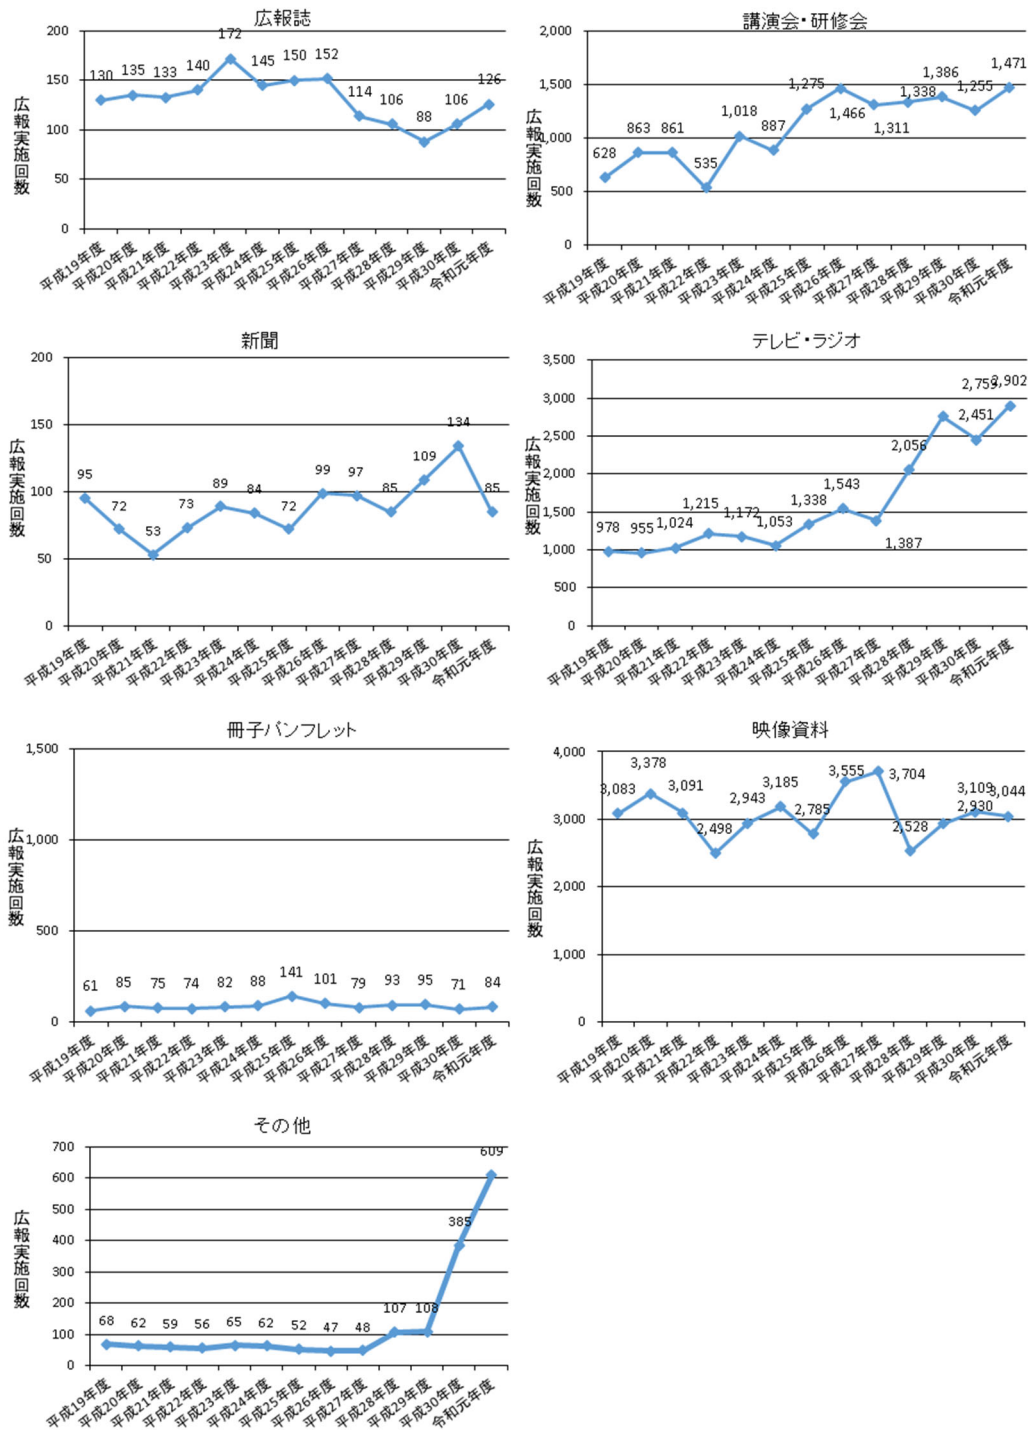 広報誌
広報実施回数
200
150
100
50
0
130
135
133
140
172
145
150
152
114
106
88
106
126
平成19年度
平成20年度
平成21年度
平成22年度
平成23年度
平成24年度
平成25年度
平成26年度
平成27年度
平成28年度
平成29年度
平成30年度
令和元年度
講演会・研修会
広報実施回数
2,000
1,500
1,000
500
0
628
863
861
535
1,018
887
1,275
1,466
1,311
1,338
1,386
1,255
1,471
平成19年度
平成20年度
平成21年度
平成22年度
平成23年度
平成24年度
平成25年度
平成26年度
平成27年度
平成28年度
平成29年度
平成30年度
令和元年度
新聞
広報実施回数
200
150
100
50
0
95
72
53
73
89
84
72
99
97
85
109
134
85
平成19年度
平成20年度
平成21年度
平成22年度
平成23年度
平成24年度
平成25年度
平成26年度
平成27年度
平成28年度
平成29年度
平成30年度
令和元年度
テレビ・ラジオ
広報実施回数
3,500
3,000
2,500
2,000
1,500
1,000
500
0
978
955
1,024
1,215
1,172
1,053
1,338
1,543
1,387
2,056
2,759
2,451
2,902
平成19年度
平成20年度
平成21年度
平成22年度
平成23年度
平成24年度
平成25年度
平成26年度
平成27年度
平成28年度
平成29年度
平成30年度
令和元年度
冊子パンフレット
広報実施回数
1,500
1,000
500
0
61
85
75
74
82
88
141
101
79
93
95
71
84
平成19年度
平成20年度
平成21年度
平成22年度
平成23年度
平成24年度
平成25年度
平成26年度
平成27年度
平成28年度
平成29年度
平成30年度
令和元年度
映像資料
広報実施回数
4,000
3,000
2,000
1,000
0
3,083
3,378
3,091
2,498
2,943
3,185
2,785
3,555
3,704
2,528
2,930
3,109
3,044
平成19年度
平成20年度
平成21年度
平成22年度
平成23年度
平成24年度
平成25年度
平成26年度
平成27年度
平成28年度
平成29年度
平成30年度
令和元年度
その他
広報実施回数
700
600
500
400
300
200
100
0
68
62
59
56
65
62
52
47
48
107
108
385
609
平成19年度
平成20年度
平成21年度
平成22年度
平成23年度
平成24年度
平成25年度
平成26年度
平成27年度
平成28年度
平成29年度
平成30年度
令和元年度